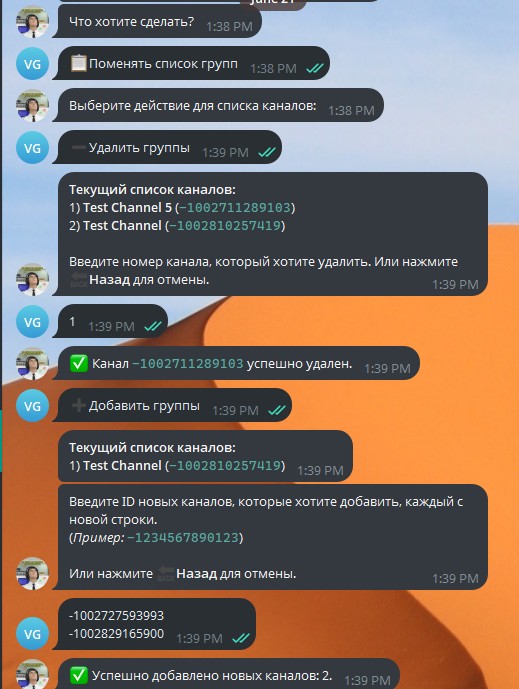 June 21
Что хотите сделать? 1:38 PM
VG
📋Поменять список групп 1:38 PM
Выберите действие для списка каналов: 1:38 PM
VG
➖Удалить группы 1:39 PM
Текущий список каналов:
1) Test Channel 5 (-1002711289103)
2) Test Channel (-1002810257419)
Введите номер канала, который хотите удалить. Или нажмите
🔙Назад для отмены. 1:39 PM
VG
1 1:39 PM
✅ Канал -1002711289103 успешно удален. 1:39 PM
VG
➕Добавить группы 1:39 PM
Текущий список каналов:
1) Test Channel (-1002810257419) 1:39 PM
Введите ID новых каналов, которые хотите добавить, каждый с
новой строки.
(Пример: -1234567890123)
Или нажмите 🔙Назад для отмены. 1:39 PM
-1002727593993
VG
-1002829165900 1:39 PM
✅ Успешно добавлено новых каналов: 2. 1:39 PM